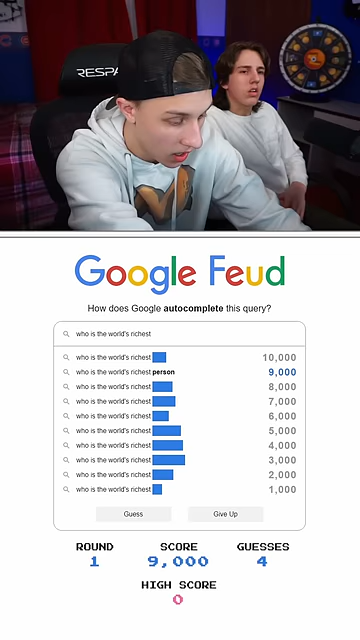 RESPA
Google Feud
How does Google autocomplete this query?
who is the world's richest
who is the world's richest 10,000
who is the world's richest person 9,000
who is the world's richest 8,000
who is the world's richest 7,000
who is the world's richest 6,000
who is the world's richest 5,000
who is the world's richest 4,000
who is the world's richest 3,000
who is the world's richest 2,000
who is the world's richest 1,000
Guess Give Up
ROUND SCORE GUESSES
1 9,000 4
HIGH SCORE
0